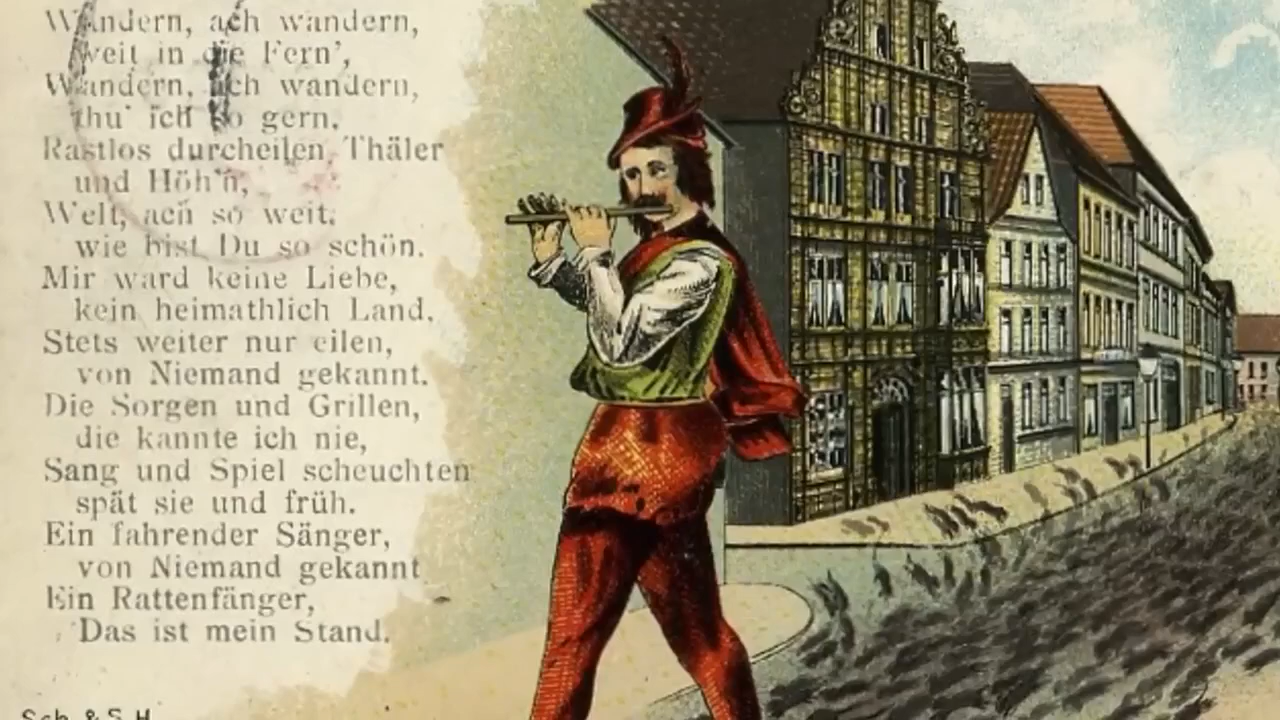 Wandern, ach wandern,
weit in die Fern',
Wandern, ach wandern,
thu' ich so gern.
Rastlos durcheilen Thäler
und Höh'n,
Welt, ach so weit,
wie bist Du so schön.
Mir ward keine Liebe,
kein heimathlich Land,
Stets weiter nur eilen,
von Niemand gekannt.
Die Sorgen und Grillen,
die kannte ich nie,
Sang und Spiel scheuchten
spät sie und früh.
Ein fahrender Sänger,
von Niemand gekannt
Ein Rattenfänger,
Das ist mein Stand.
Sch. & S. H.